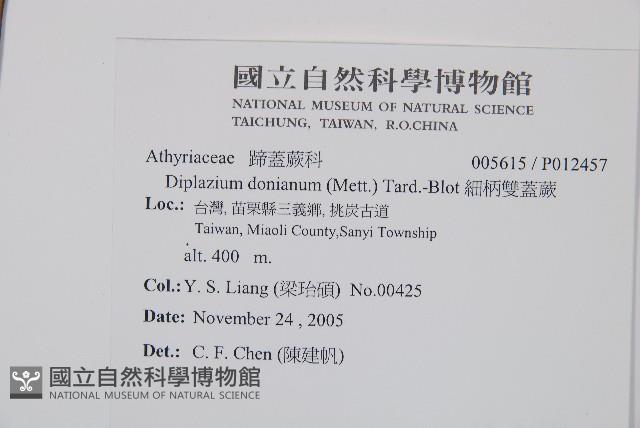 國立自然科學博物館
NATIONAL MUSEUM OF NATURAL SCIENCE
TAICHUNG, TAIWAN, R.O.CHINA
Athyriaceae 蹄蓋蕨科 005615 / P012457
Diplazium donianum (Mett.) Tard.-Blot 細柄雙蓋蕨
Loc.: 台灣, 苗栗縣三義鄉, 挑炭古道
Taiwan, Miaoli County,Sanyi Township
alt. 400 m.
Col.: Y. S. Liang (梁珆碩) No.00425
Date: November 24 , 2005
Det.: C. F. Chen (陳建帆)
國立自然科學博物館
NATIONAL MUSEUM OF NATURAL SCIENCE